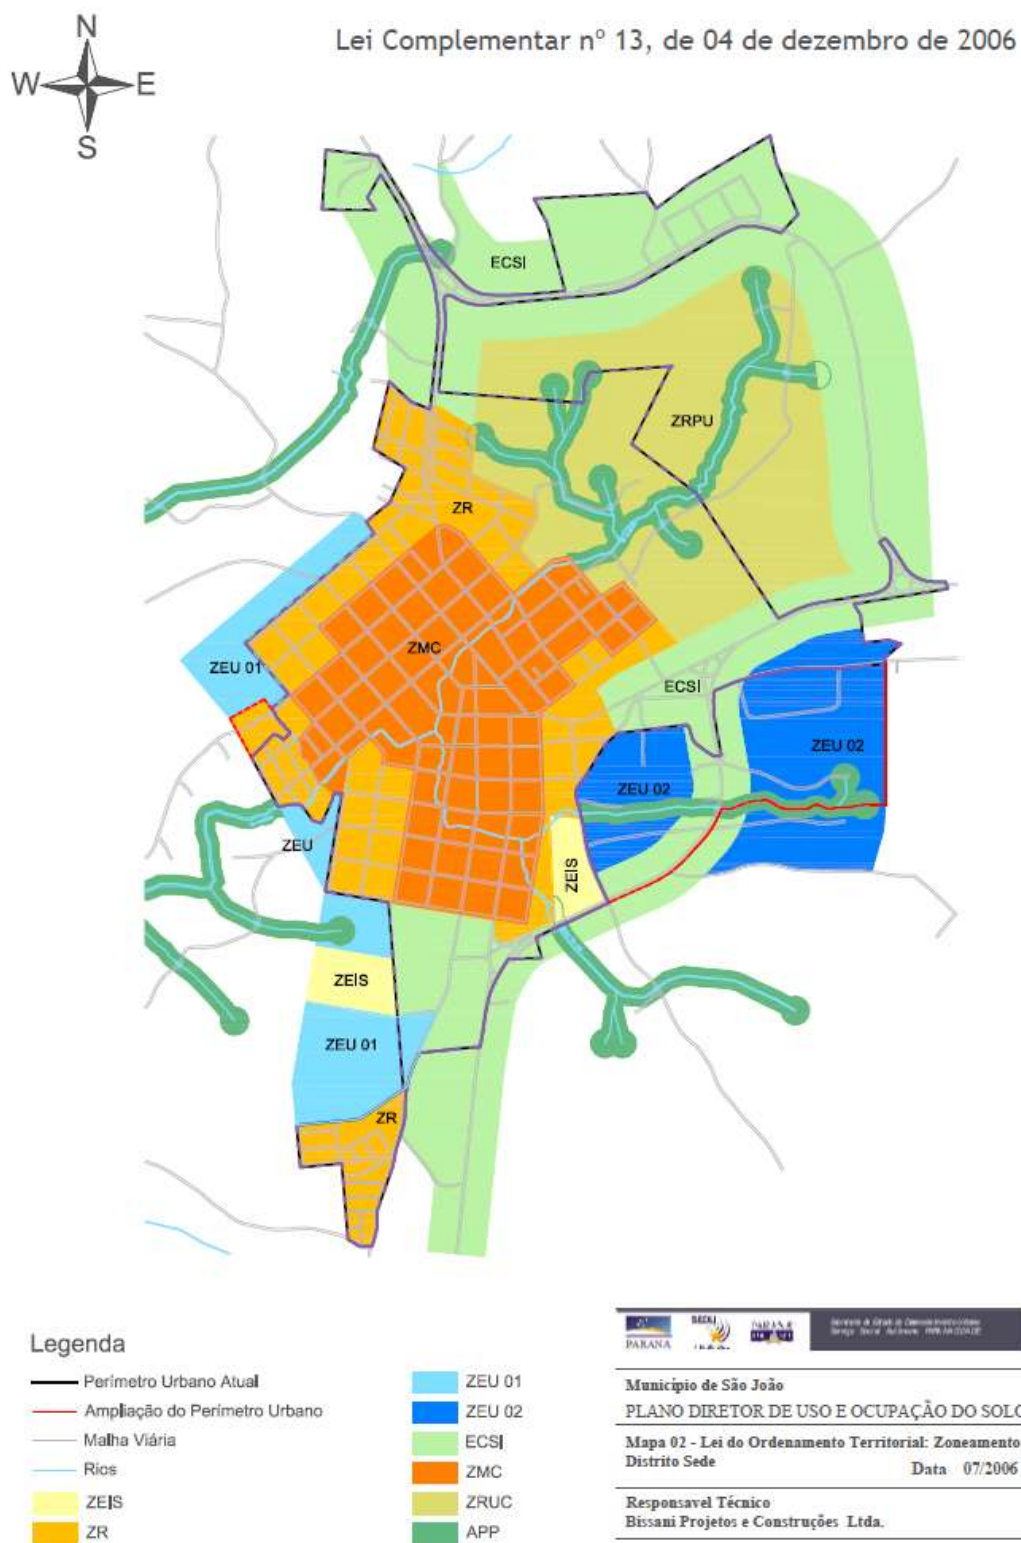 N
Lei Complementar nº 13, de 04 de dezembro de 2006
W E
S
ECSI
ZRPU
ZR
ZMC
ZEU 01
ECSI
ZEU 02
ZEU 02
ZEU
ZEIS
ZEIS
ZEU 01
ZR
Legenda
Perímetro Urbano Atual
Ampliação do Perímetro Urbano
Malha Viária
Rios
ZEIS
ZR
ZEU 01
ZEU 02
ECSI
ZMC
ZRUC
APP
PARANÁ
SEDU
Município de São João
PLANO DIRETOR DE USO E OCUPAÇÃO DO SOLO
Mapa 02 - Lei do Ordenamento Territorial: Zoneamento
Distrito Sede Data 07/2006
Responsavel Técnico
Bissani Projetos e Construções Ltda.